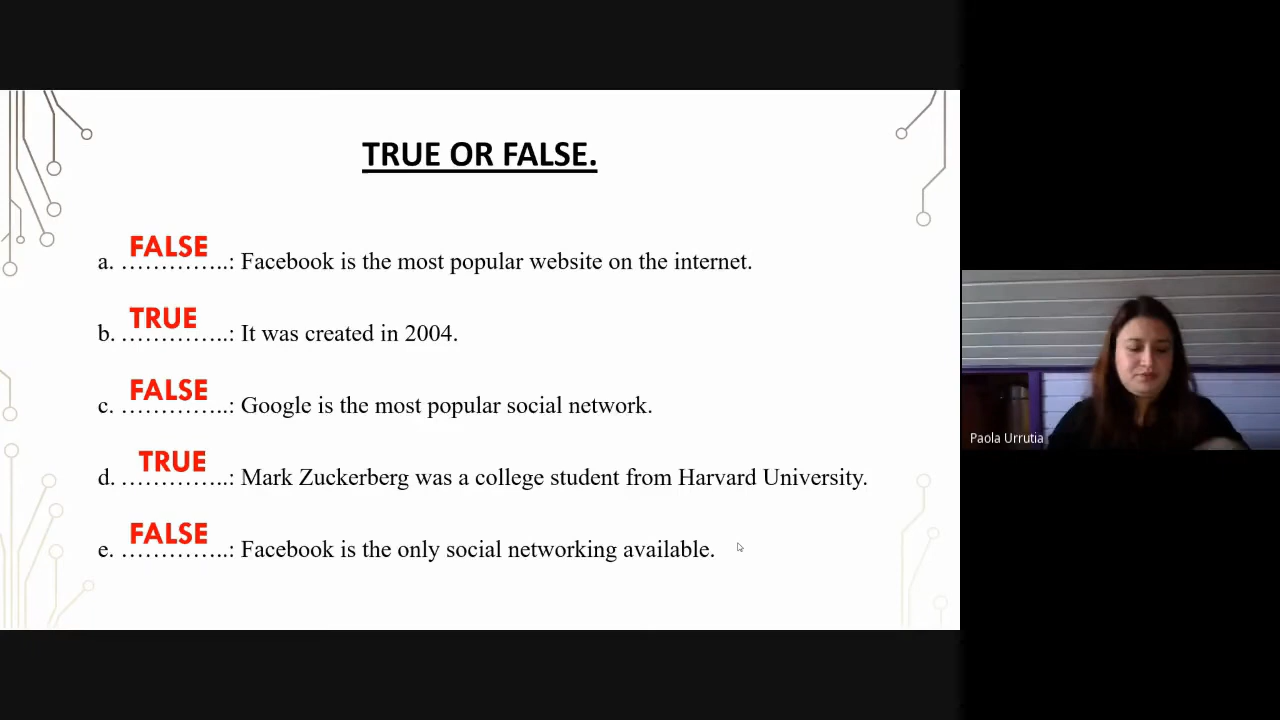 TRUE OR FALSE.
a. FALSE …………..: Facebook is the most popular website on the internet.
b. TRUE …………..: It was created in 2004.
c. FALSE …………..: Google is the most popular social network.
d. TRUE …………..: Mark Zuckerberg was a college student from Harvard University.
e. FALSE …………..: Facebook is the only social networking available.
Paola Urrutia